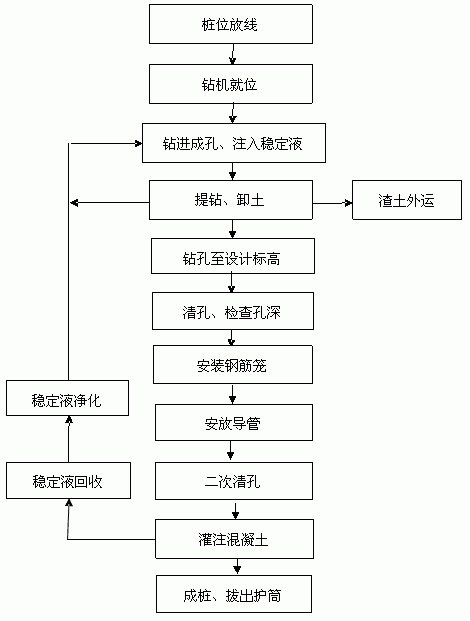 桩位放线
钻机就位
钻进成孔、注入稳定液
提钻、卸土
渣土外运
钻孔至设计标高
清孔、检查孔深
安装钢筋笼
稳定液净化
安放导管
稳定液回收
二次清孔
灌注混凝土
成桩、拔出护筒